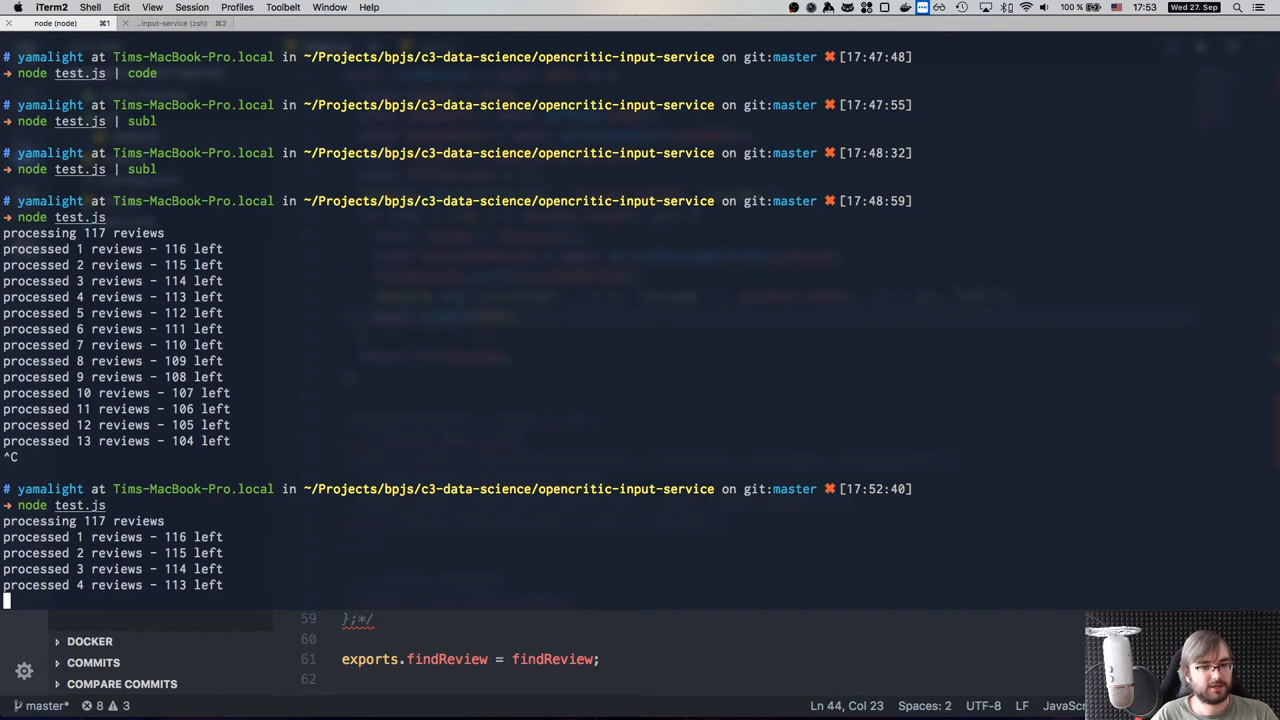 iTerm2 Shell Edit View Session Profiles Toolbelt Window Help 100 % 17:53 Wed 27. Sep
× node (node) ⌘1 × ..input-service (zsh) ⌘2
# yamalight at Tims-MacBook-Pro.local in ~/Projects/bpjs/c3-data-science/opencritic-input-service on git:master ✖ [17:47:48]
→ node test.js | code
# yamalight at Tims-MacBook-Pro.local in ~/Projects/bpjs/c3-data-science/opencritic-input-service on git:master ✖ [17:47:55]
→ node test.js | subl
# yamalight at Tims-MacBook-Pro.local in ~/Projects/bpjs/c3-data-science/opencritic-input-service on git:master ✖ [17:48:32]
→ node test.js | subl
# yamalight at Tims-MacBook-Pro.local in ~/Projects/bpjs/c3-data-science/opencritic-input-service on git:master ✖ [17:48:59]
→ node test.js
processing 117 reviews
processed 1 reviews - 116 left
processed 2 reviews - 115 left
processed 3 reviews - 114 left
processed 4 reviews - 113 left
processed 5 reviews - 112 left
processed 6 reviews - 111 left
processed 7 reviews - 110 left
processed 8 reviews - 109 left
processed 9 reviews - 108 left
processed 10 reviews - 107 left
processed 11 reviews - 106 left
processed 12 reviews - 105 left
processed 13 reviews - 104 left
^C
# yamalight at Tims-MacBook-Pro.local in ~/Projects/bpjs/c3-data-science/opencritic-input-service on git:master ✖ [17:52:40]
→ node test.js
processing 117 reviews
processed 1 reviews - 116 left
processed 2 reviews - 115 left
processed 3 reviews - 114 left
processed 4 reviews - 113 left
59 };*/
60
DOCKER
61 exports.findReview = findReview;
COMMITS
62
COMPARE COMMITS
master* 8 3 Ln 44, Col 23 Spaces: 2 UTF-8 LF